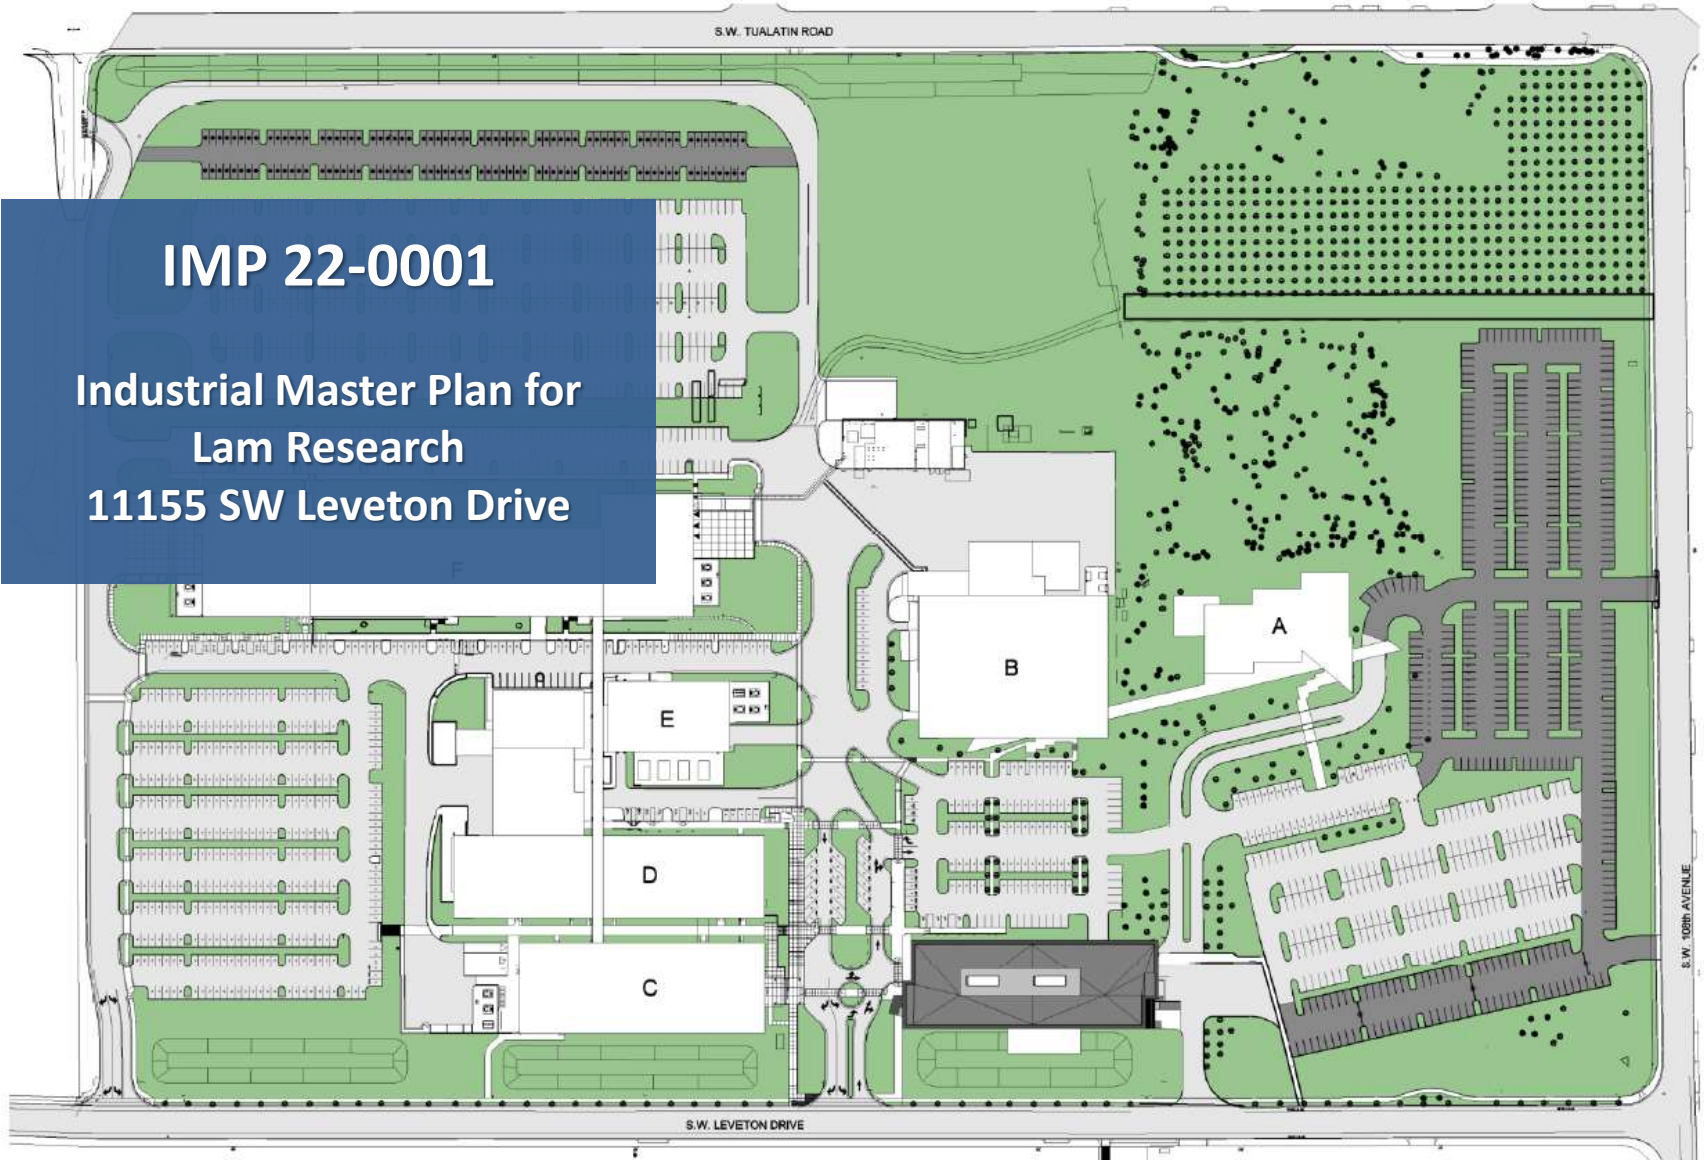 S.W. TUALATIN ROAD
IMP 22-0001
Industrial Master Plan for
Lam Research
11155 SW Leveton Drive
F
A
B
E
D
C
S.W. 108th AVENUE
S.W. LEVETON DRIVE